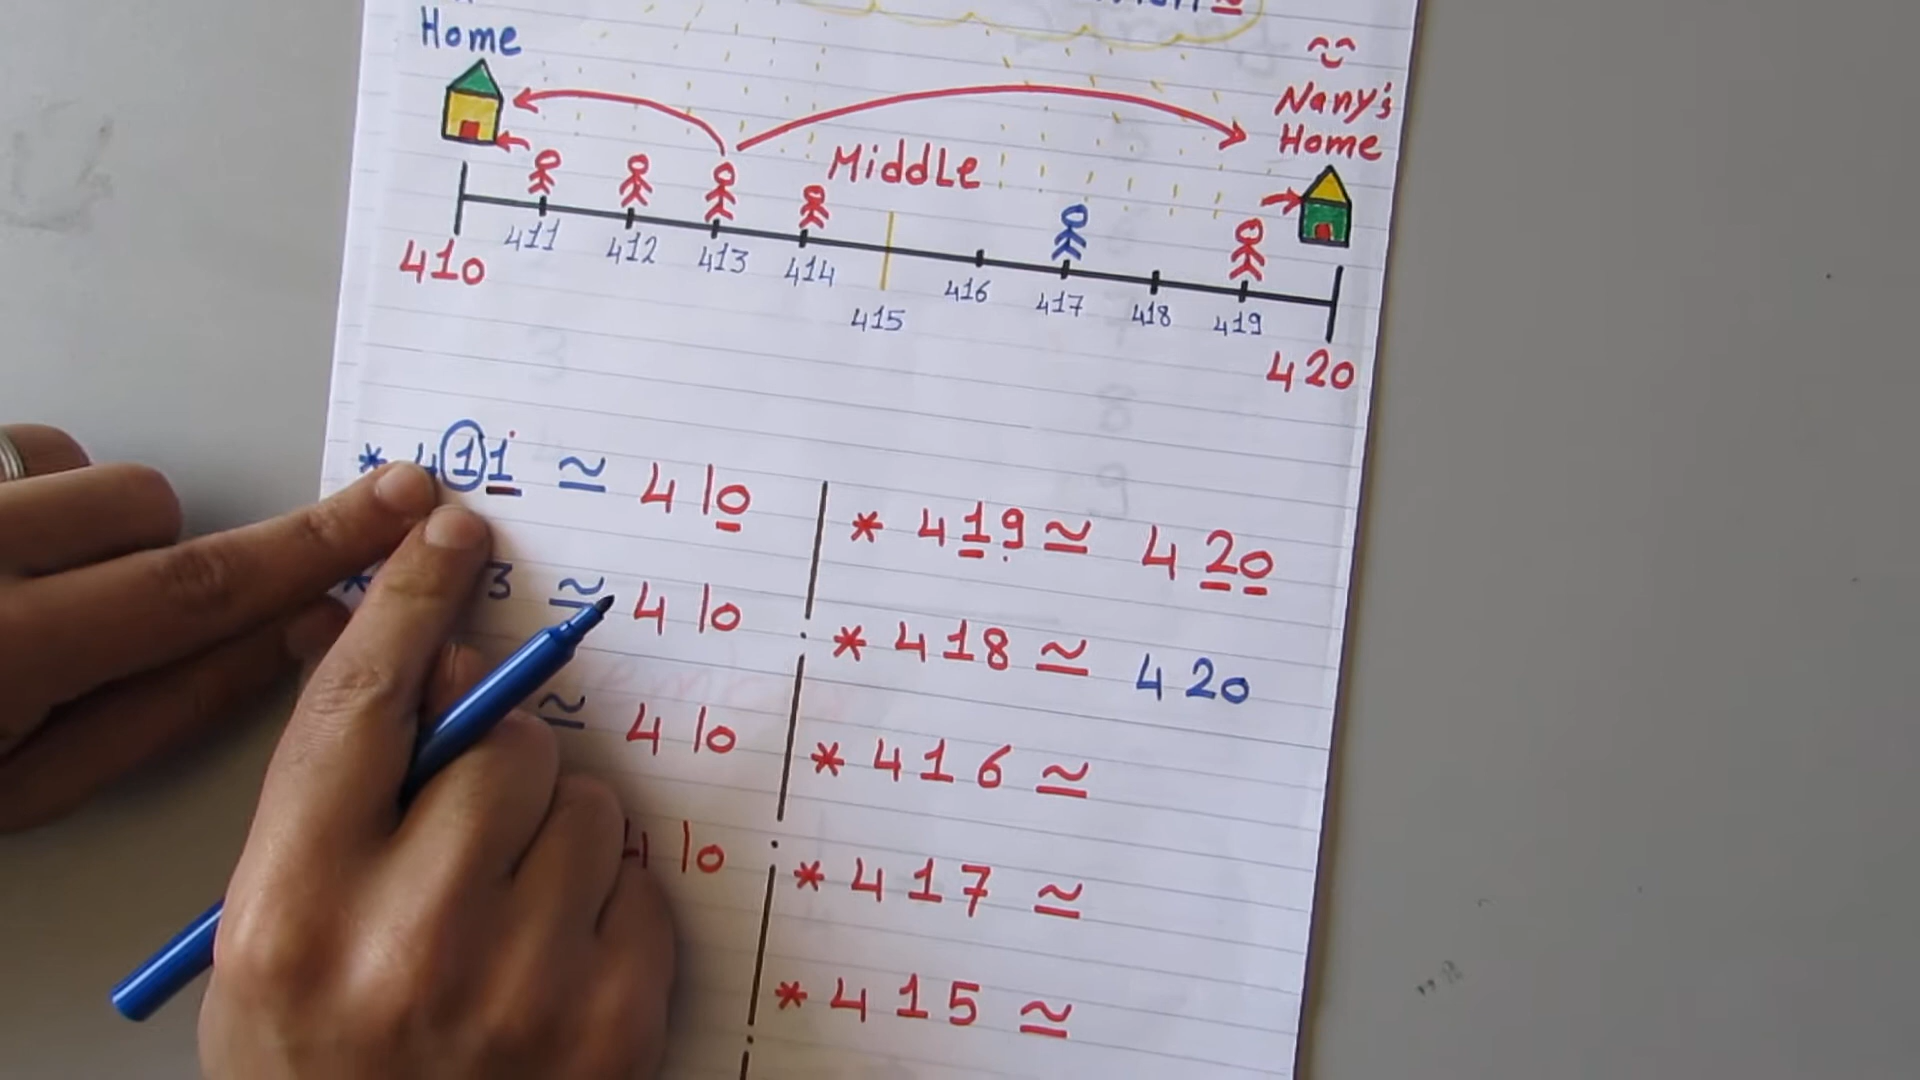 Home
Nany's
Home
Middle
410 411 412 413 414 415 416 417 418 419 420
* 411 ≃ 410
3 ≃ 410
≃ 410
410
* 419 ≃ 420
* 418 ≃ 420
* 416 ≃
* 417 ≃
* 415 ≃